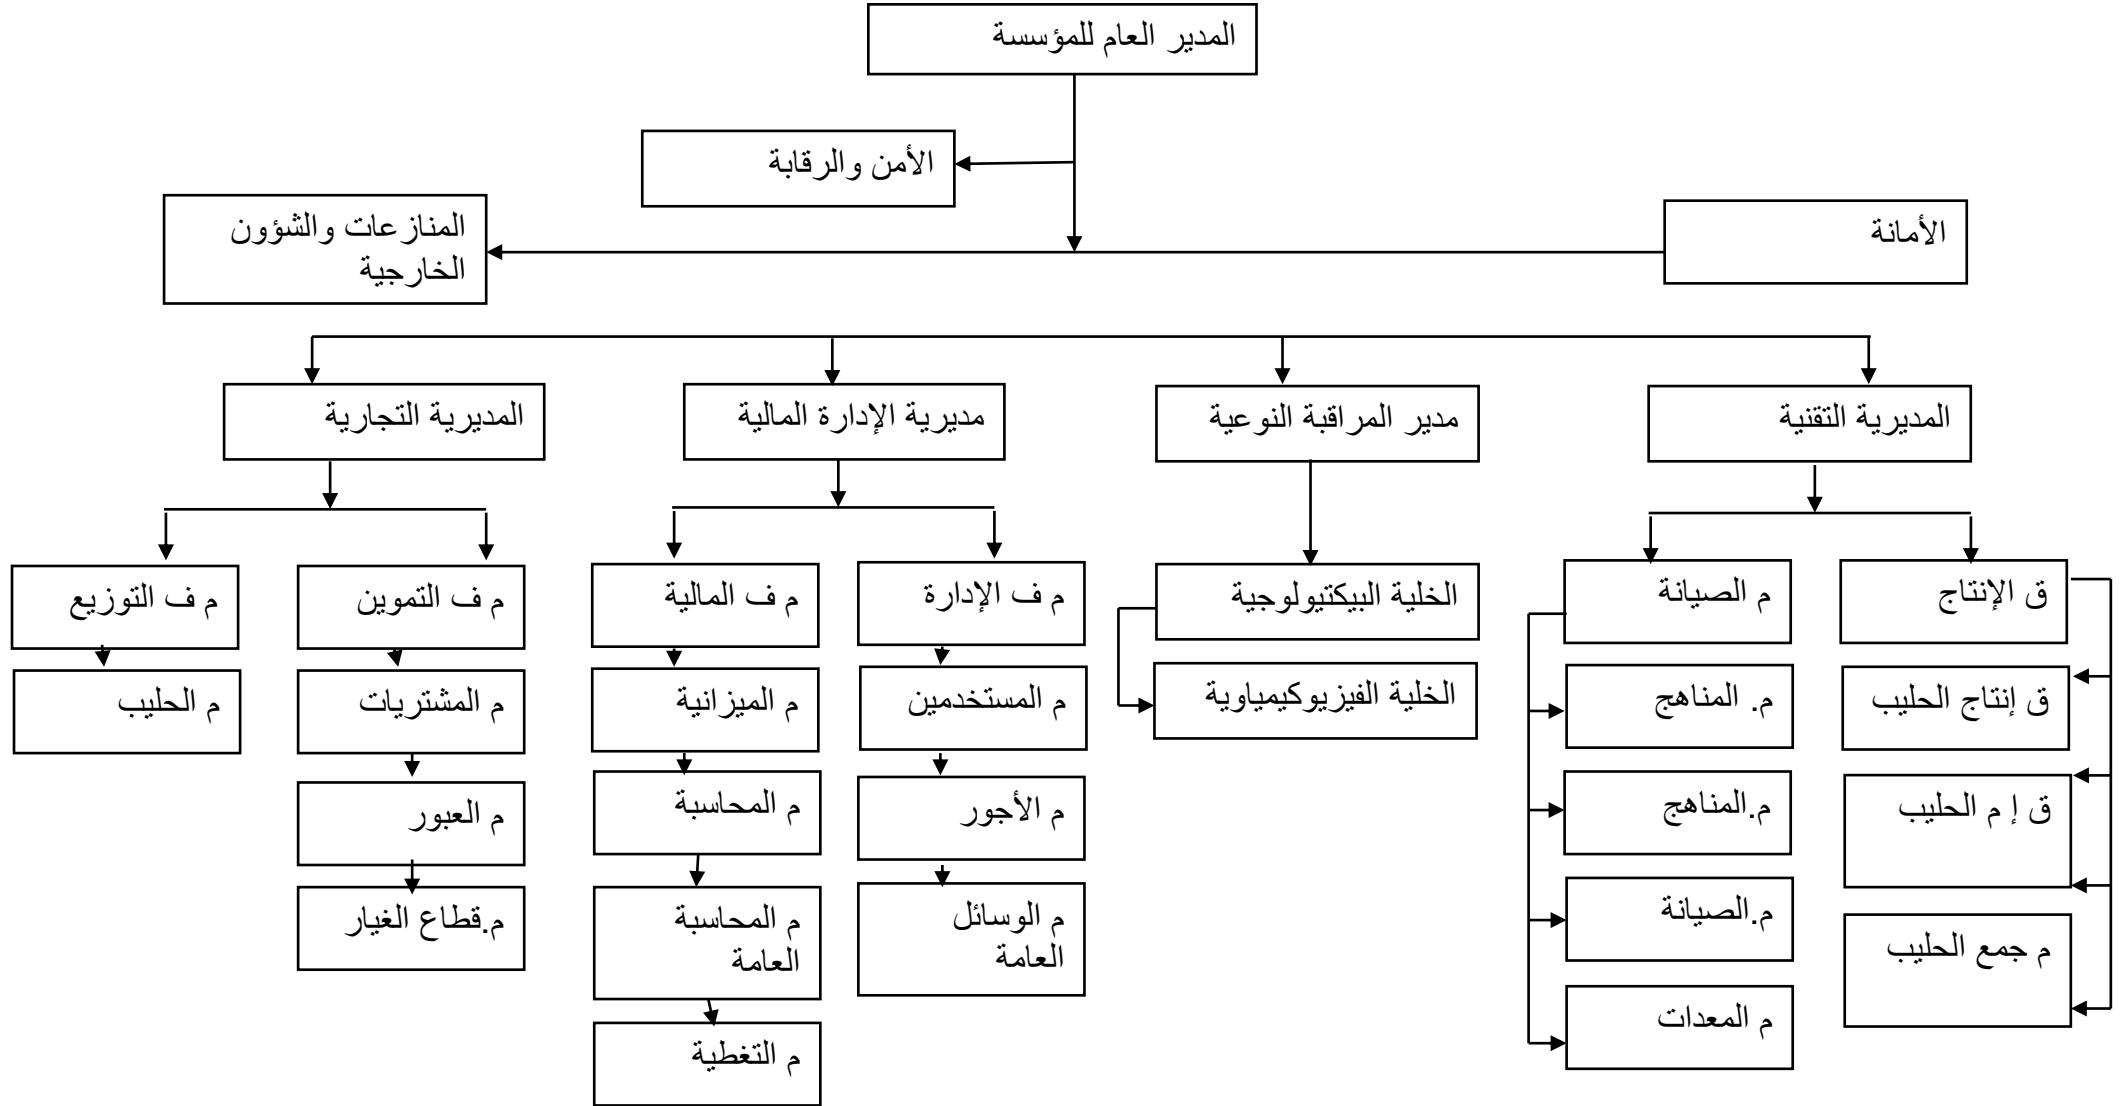 المدير العام للمؤسسة
الأمن والرقابة
الأمانة
المنازعات والشؤون
الخارجية
المديرية التقنية
مدير المراقبة النوعية
مديرية الإدارة المالية
المديرية التجارية
ق الإنتاج
م الصيانة
الخلية البيكتيولوجية
م ف الإدارة
م ف المالية
م ف التموين
م ف التوزيع
ق إنتاج الحليب
م. المناهج
الخلية الفيزيوكيمياوية
م المستخدمين
م الميزانية
م المشتريات
م الحليب
ق إ م الحليب
م.المناهج
م الأجور
م المحاسبة
م العبور
م جمع الحليب
م.الصيانة
م الوسائل
العامة
م المحاسبة
العامة
م.قطاع الغيار
م المعدات
م التغطية